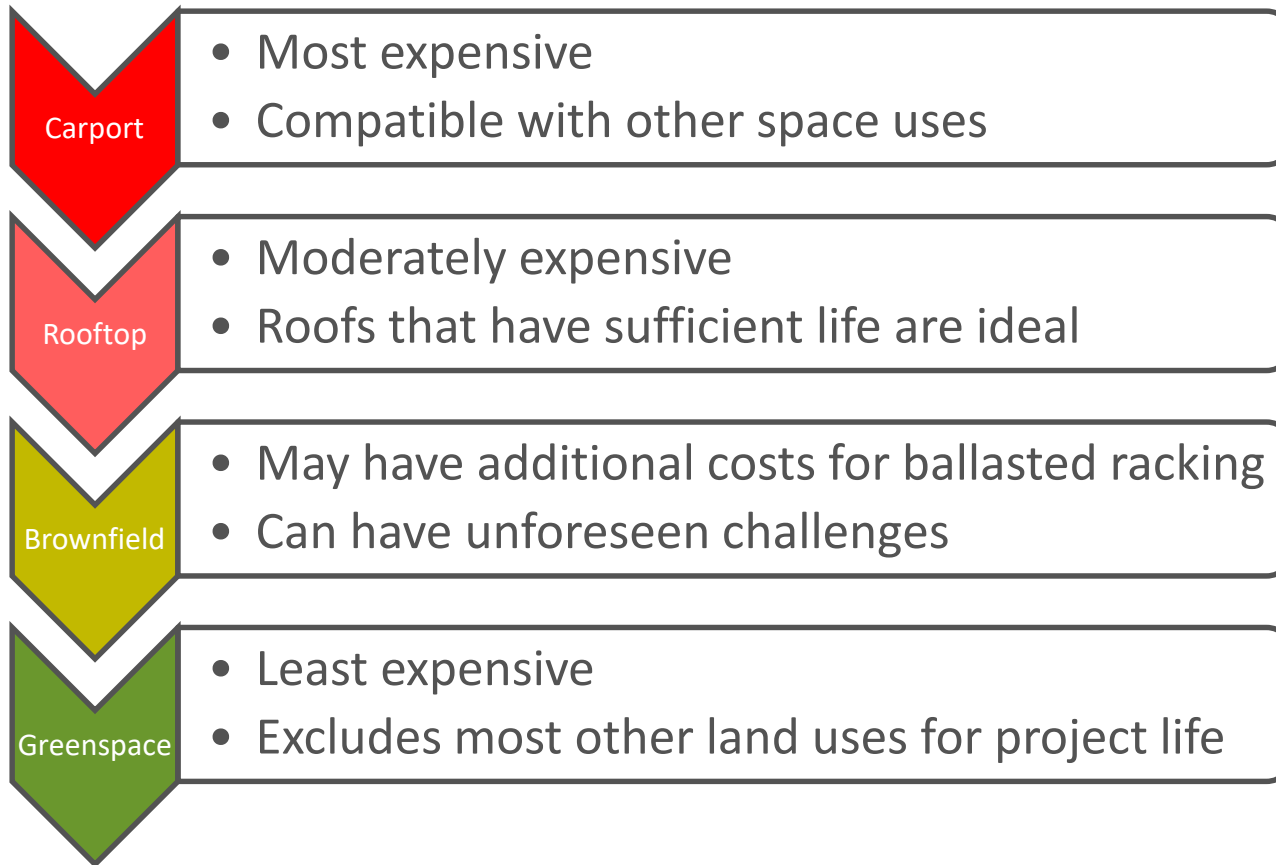 Carport
• Most expensive
• Compatible with other space uses
Rooftop
• Moderately expensive
• Roofs that have sufficient life are ideal
Brownfield
• May have additional costs for ballasted racking
• Can have unforeseen challenges
Greenspace
• Least expensive
• Excludes most other land uses for project life